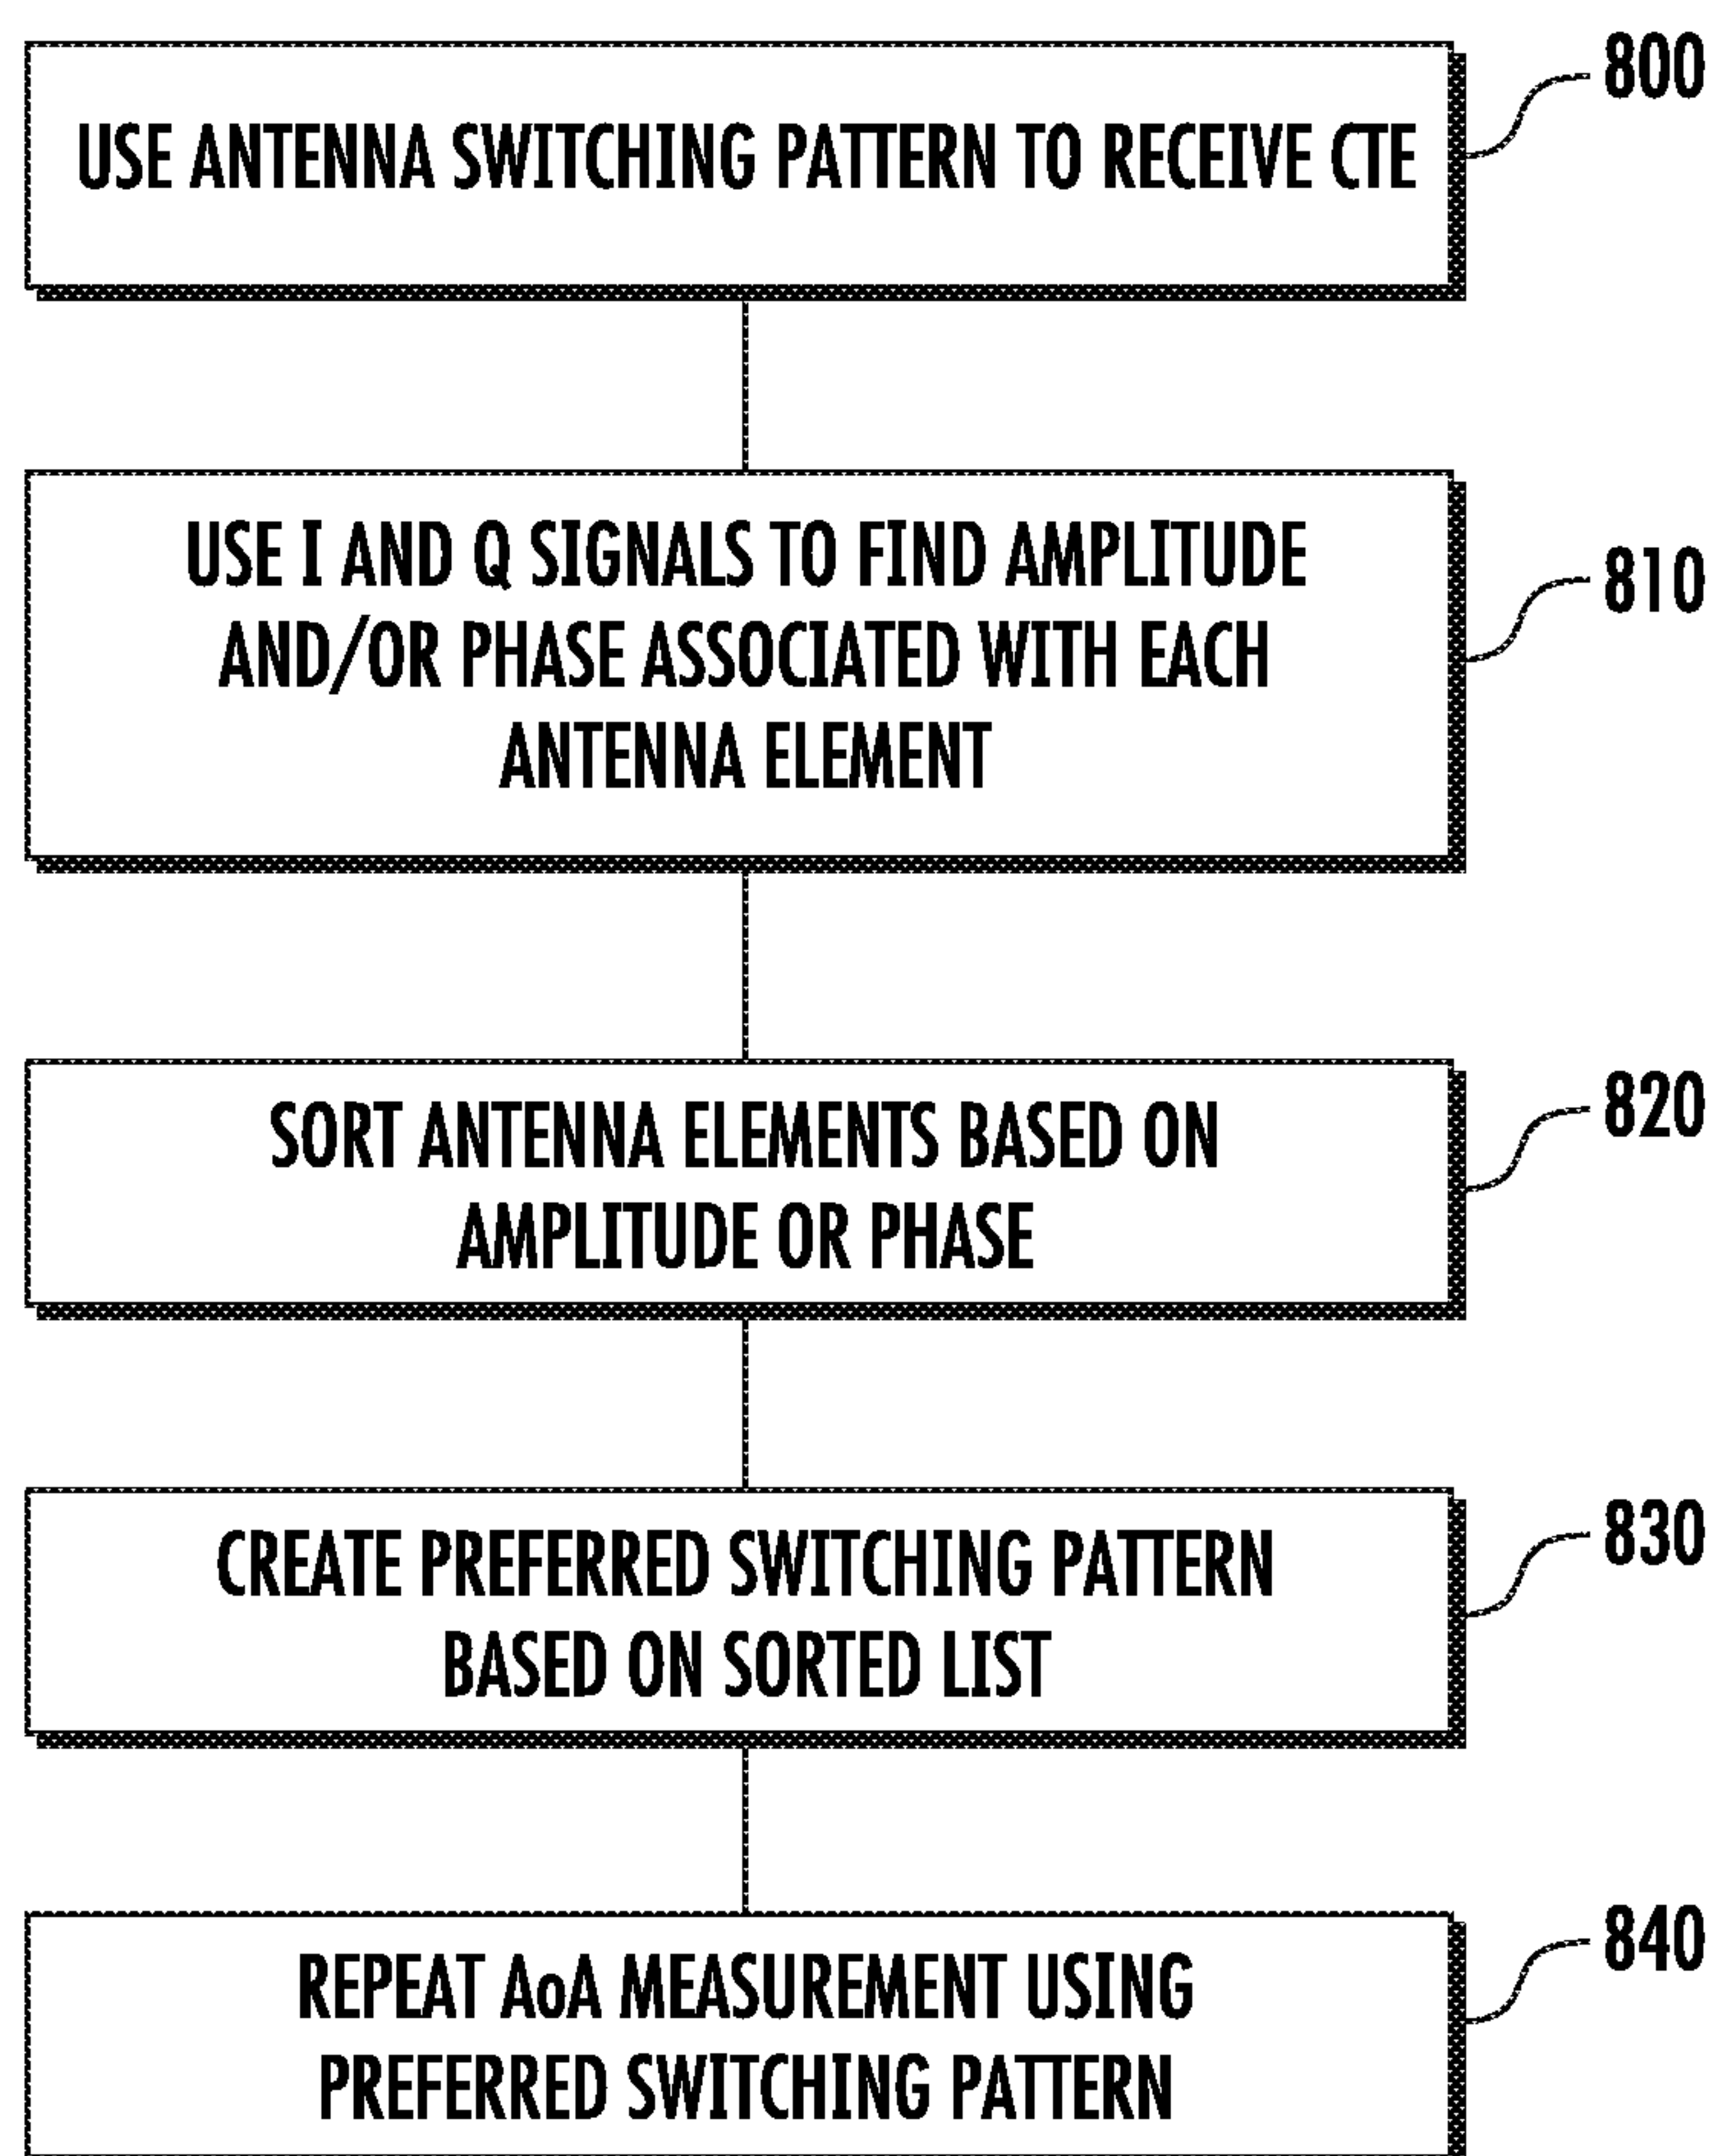 USE ANTENNA SWITCHING PATTERN TO RECEIVE CTE
800
USE I AND Q SIGNALS TO FIND AMPLITUDE
AND/OR PHASE ASSOCIATED WITH EACH
ANTENNA ELEMENT
810
SORT ANTENNA ELEMENTS BASED ON
AMPLITUDE OR PHASE
820
CREATE PREFERRED SWITCHING PATTERN
BASED ON SORTED LIST
830
REPEAT AoA MEASUREMENT USING
PREFERRED SWITCHING PATTERN
840